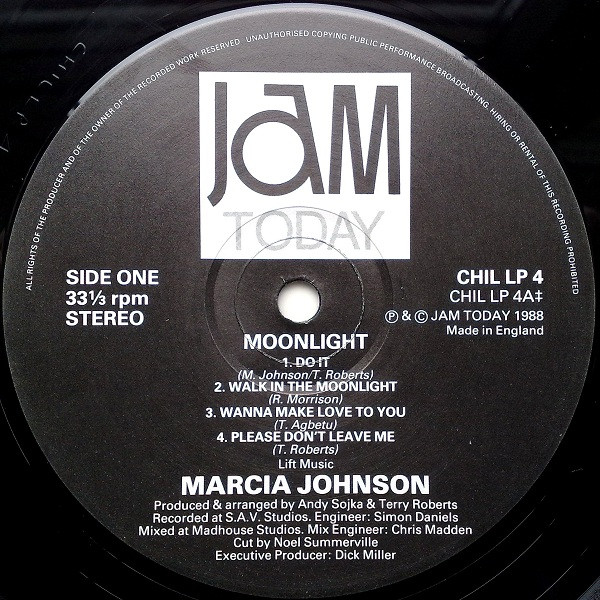 CHIL LP 4
ALL RIGHTS OF THE PRODUCER AND OF THE OWNER OF THE RECORDED WORK RESERVED UNAUTHORISED COPYING PUBLIC PERFORMANCE BROADCASTING, HIRING OR RENTAL OF THIS RECORDING PROHIBITED
JaM
TODAY
SIDE ONE
33⅓ rpm
STEREO
CHIL LP 4
CHIL LP 4A‡
Ⓟ & © JAM TODAY 1988
Made in England
MOONLIGHT
1. DO IT
(M. Johnson/T. Roberts)
2. WALK IN THE MOONLIGHT
(R. Morrison)
3. WANNA MAKE LOVE TO YOU
(T. Agbetu)
4. PLEASE DON'T LEAVE ME
(T. Roberts)
Lift Music
MARCIA JOHNSON
Produced & arranged by Andy Sojka & Terry Roberts
Recorded at S.A.V. Studios. Engineer: Simon Daniels
Mixed at Madhouse Studios. Mix Engineer: Chris Madden
Cut by Noel Summerville
Executive Producer: Dick Miller